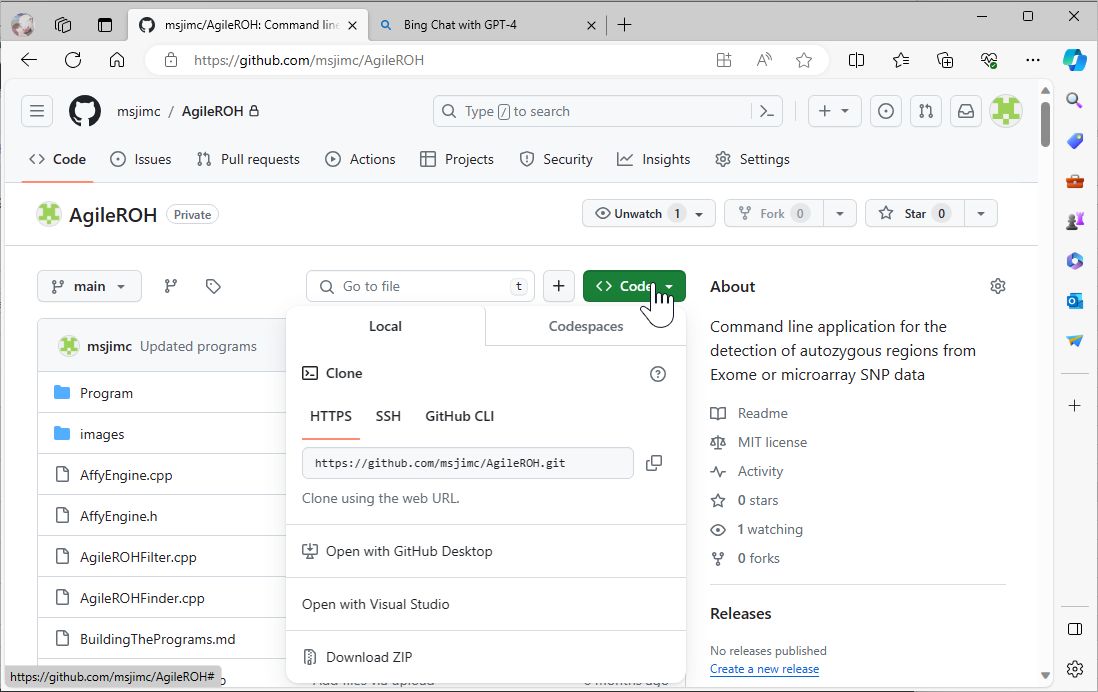 msjimc/AgileROH: Command line
Bing Chat with GPT-4
https://github.com/msjimc/AgileROH
msjimc / AgileROH
Type / to search
Code Issues Pull requests Actions Projects Security Insights Settings
AgileROH Private
Unwatch 1 Fork 0 Star 0
main
Go to file t
Code
About
Command line application for the
detection of autozygous regions from
Exome or microarray SNP data
Readme
MIT license
Activity
0 stars
1 watching
0 forks
Releases
No releases published
Create a new release
Local Codespaces
Clone
HTTPS SSH GitHub CLI
https://github.com/msjimc/AgileROH.git
Clone using the web URL.
Open with GitHub Desktop
Open with Visual Studio
Download ZIP
msjimc Updated programs
Program
images
AffyEngine.cpp
AffyEngine.h
AgileROHFilter.cpp
AgileROHFinder.cpp
BuildingThePrograms.md
Add files via upload
6 months ago
https://github.com/msjimc/AgileROH#